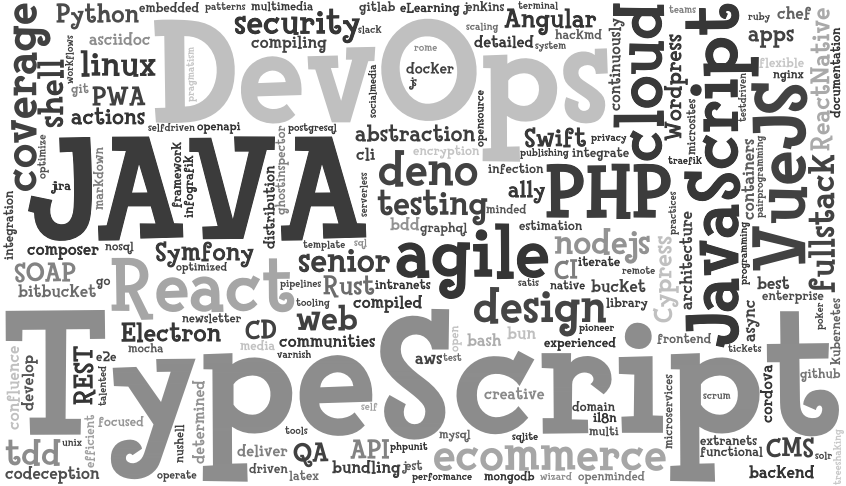 embedded patterns multimedia
gitlab eLearning jenkins
terminal
Python
security
slack
scaling
Angular
teams
ruby chef
asciidoc
compiling
detailed
hackMd
system
apps
coverage
shell
workflows
linux
git
PWA
actions
DevOps
pragmatism
rome
docker
js
socialmedia
opensource
continuously
cloud
Wordpress
microsites
JavaScript
testdriven
flexible
nginx
ReactNative
documentation
selfdriven openapi
postgresql
abstraction
Swift
privacy
cli
encryption
publishing integrate
traefik
optimize
JAVA
jra
markdown
framework
infografik
distribution
ghostinspector
serverless
deno
infection
ally
PHP
testing
minded
containers
pairprogramming
VueJS
fullstack
integration
bdd
graphql
estimation
practices
architecture
programming
composer
nosql
Symfony
optimized
template
sql
senior
agile
nodejs
CI
iterate
remote
Cypress
best
enterprise
SOAP
bitbucket
go
React
pipelines
Rust
intranets
satis
native
bucket
tooling
compiled
design
library
async
poker
kubernetes
newsletter
Electron
CD
web
pioneer
TypeScript
media
communities
open
bash
bun
experienced
frontend
tickets
confluence
develop
REST
e2e
talented
mocha
varnish
aws
test
creative
scrum
cordova
github
self
domain
i18n
multi
microservices
focused
efficient
tdd
unix
nushell
determined
tools
mysql
sqlite
extranets
functional
CMS
solr
treeshaking
codeception
operate
deliver
driven
QA
latex
API
phpunit
bundling
jest
ecommerce
performance
mongodb
wizard
openminded
backend